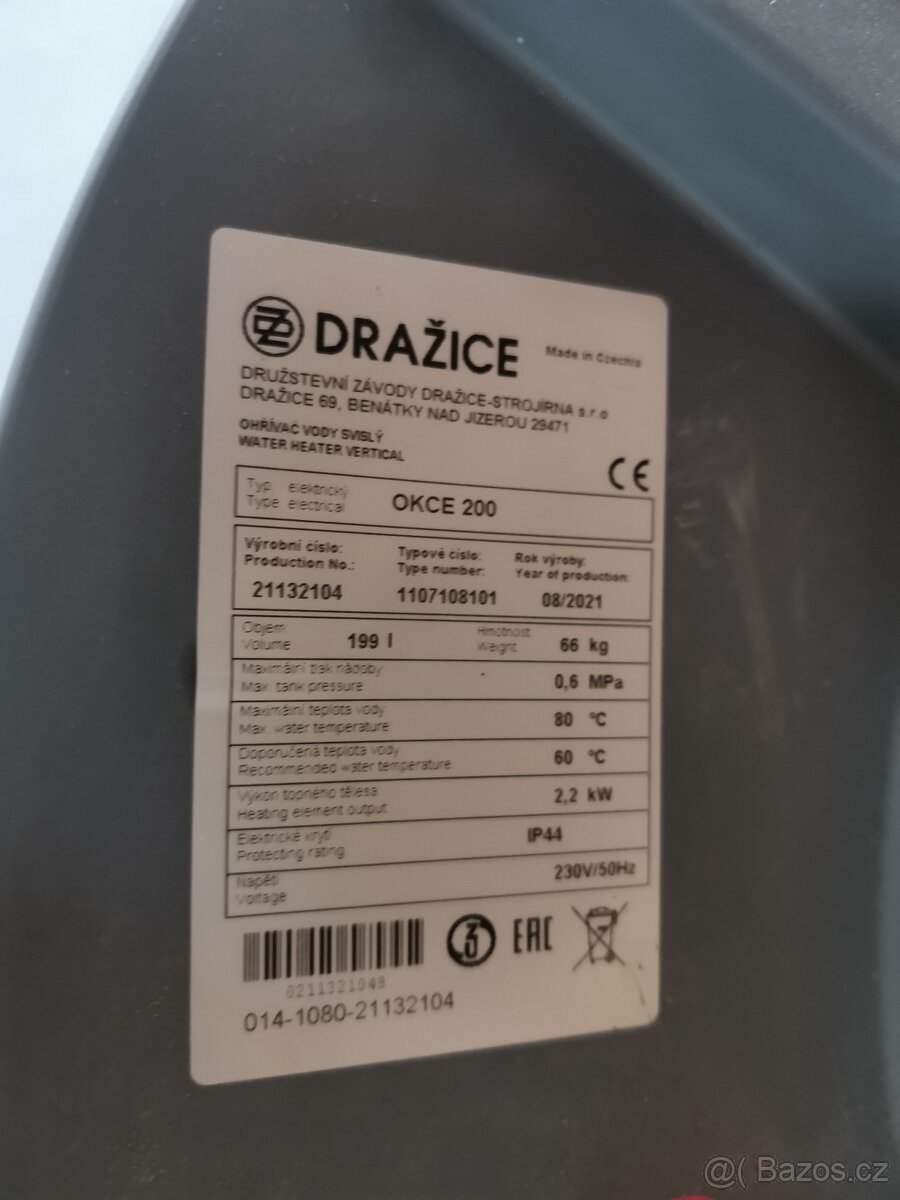 DZ DRAŽICE Made in Czechia
DRUŽSTEVNÍ ZÁVODY DRAŽICE-STROJÍRNA s.r.o
DRAŽICE 69, BENÁTKY NAD JIZEROU 29471
OHŘÍVAČ VODY SVISLÝ
WATER HEATER VERTICAL
CE
Typ elektrický
Type electrical
OKCE 200
Výrobní číslo: Typové číslo: Rok výroby:
Production No.: Type number: Year of production:
21132104 1107108101 08/2021
Objem Hmotnost
Volume 199 l Weight 66 kg
Maximální tlak nádoby
Max. tank pressure 0,6 MPa
Maximální teplota vody
Max. water temperature 80 °C
Doporučená teplota vody
Recommended water temperature 60 °C
Výkon topného tělesa
Heating element output 2,2 kW
Elektrické krytí
Protecting rating IP44
Napětí
Voltage 230V/50Hz
EAC
0211321049
014-1080-21132104
@( Bazos.cz